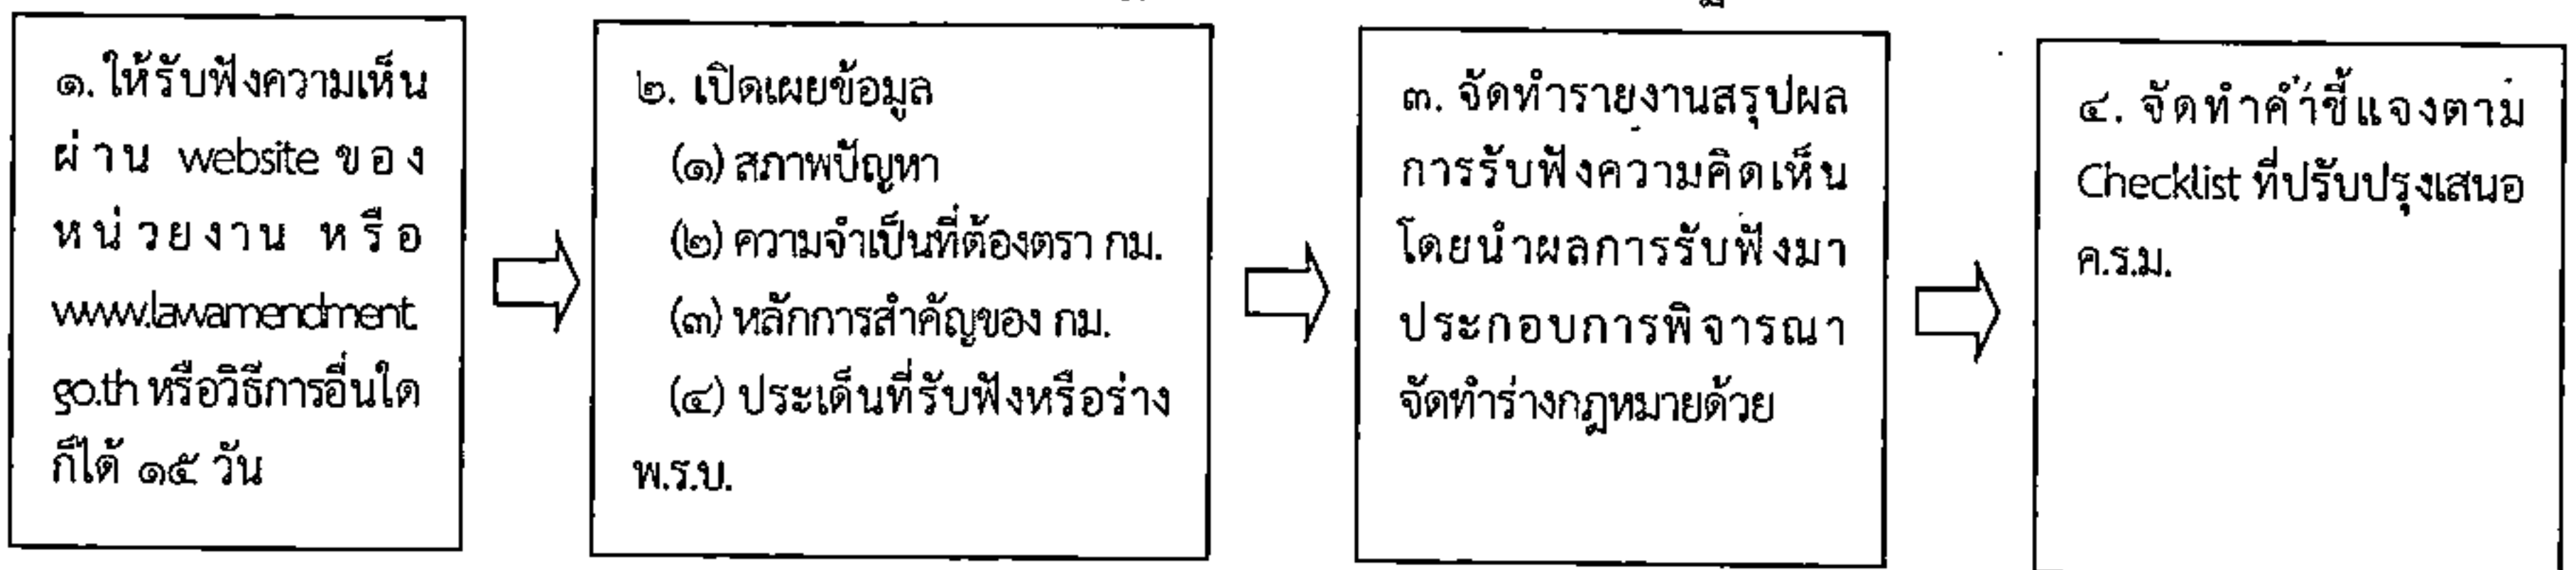 ๑. ให้รับฟังความเห็น
ผ่าน website ของ
หน่วยงาน หรือ
www.lawamendment.
go.th หรือวิธีการอื่นใด
ก็ได้ ๑๕ วัน
๒. เปิดเผยข้อมูล
(๑) สภาพปัญหา
(๒) ความจำเป็นที่ต้องตรา กม.
(๓) หลักการสำคัญของ กม.
(๔) ประเด็นที่รับฟังหรือร่าง
พ.ร.บ.
๓. จัดทำรายงานสรุปผล
การรับฟังความคิดเห็น
โดยนำผลการรับฟังมา
ประกอบการพิจารณา
จัดทำร่างกฎหมายด้วย
๔. จัดทำคำชี้แจงตาม
Checklist ที่ปรับปรุงเสนอ
ค.ร.ม.